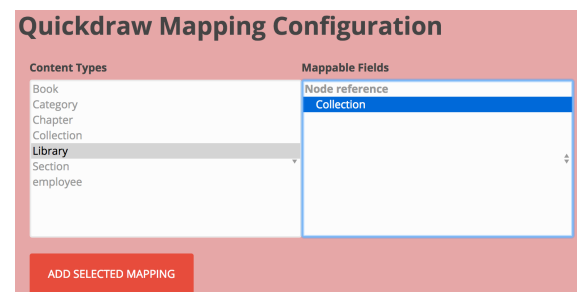 Quickdraw Mapping Configuration
Content Types
Book
Category
Chapter
Collection
Library
Section
employee
Mappable Fields
Node reference
Collection
ADD SELECTED MAPPING